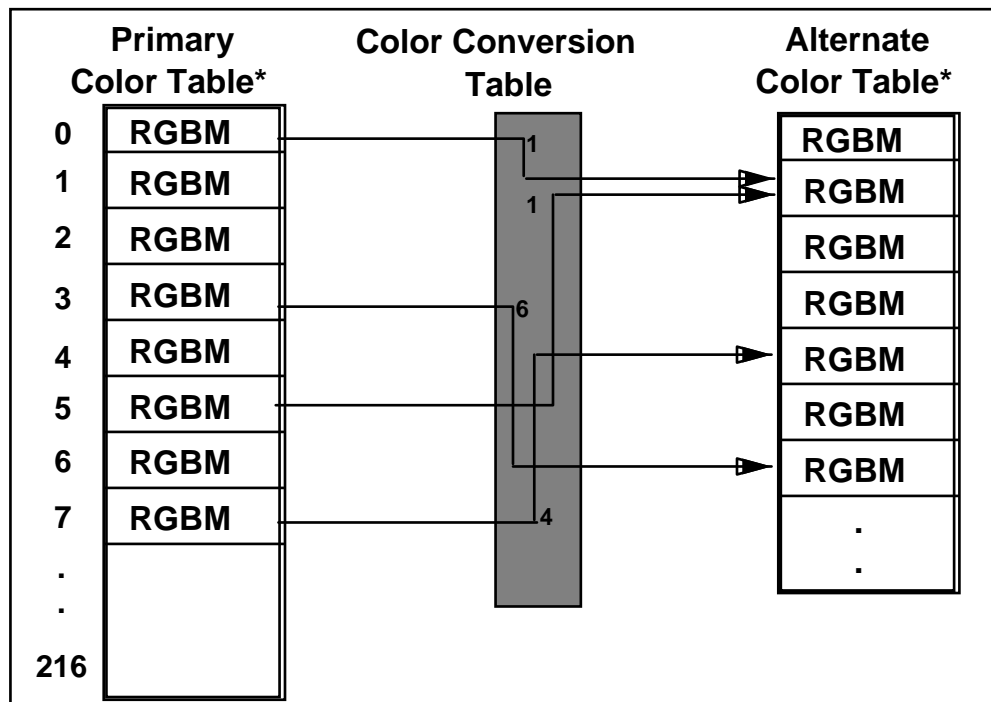 Primary
Color Table*
Color Conversion
Table
Alternate
Color Table*
0 RGBM 1 RGBM
1 RGBM 1 RGBM
2 RGBM RGBM
3 RGBM 6 RGBM
4 RGBM RGBM
5 RGBM RGBM
6 RGBM RGBM
7 RGBM 4 .
. .
.
216